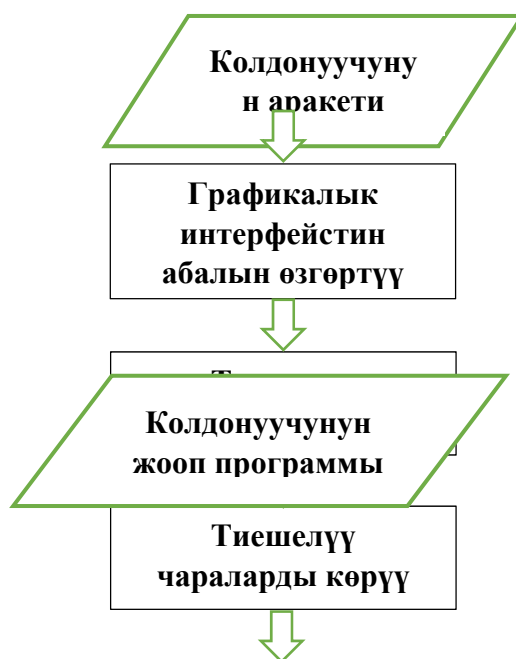 Колдонуучуну
н аракети
Графикалык
интерфейстин
абалын өзгөртүү
Колдонуучунун
жооп программы
Тиешелүү
чараларды көрүү